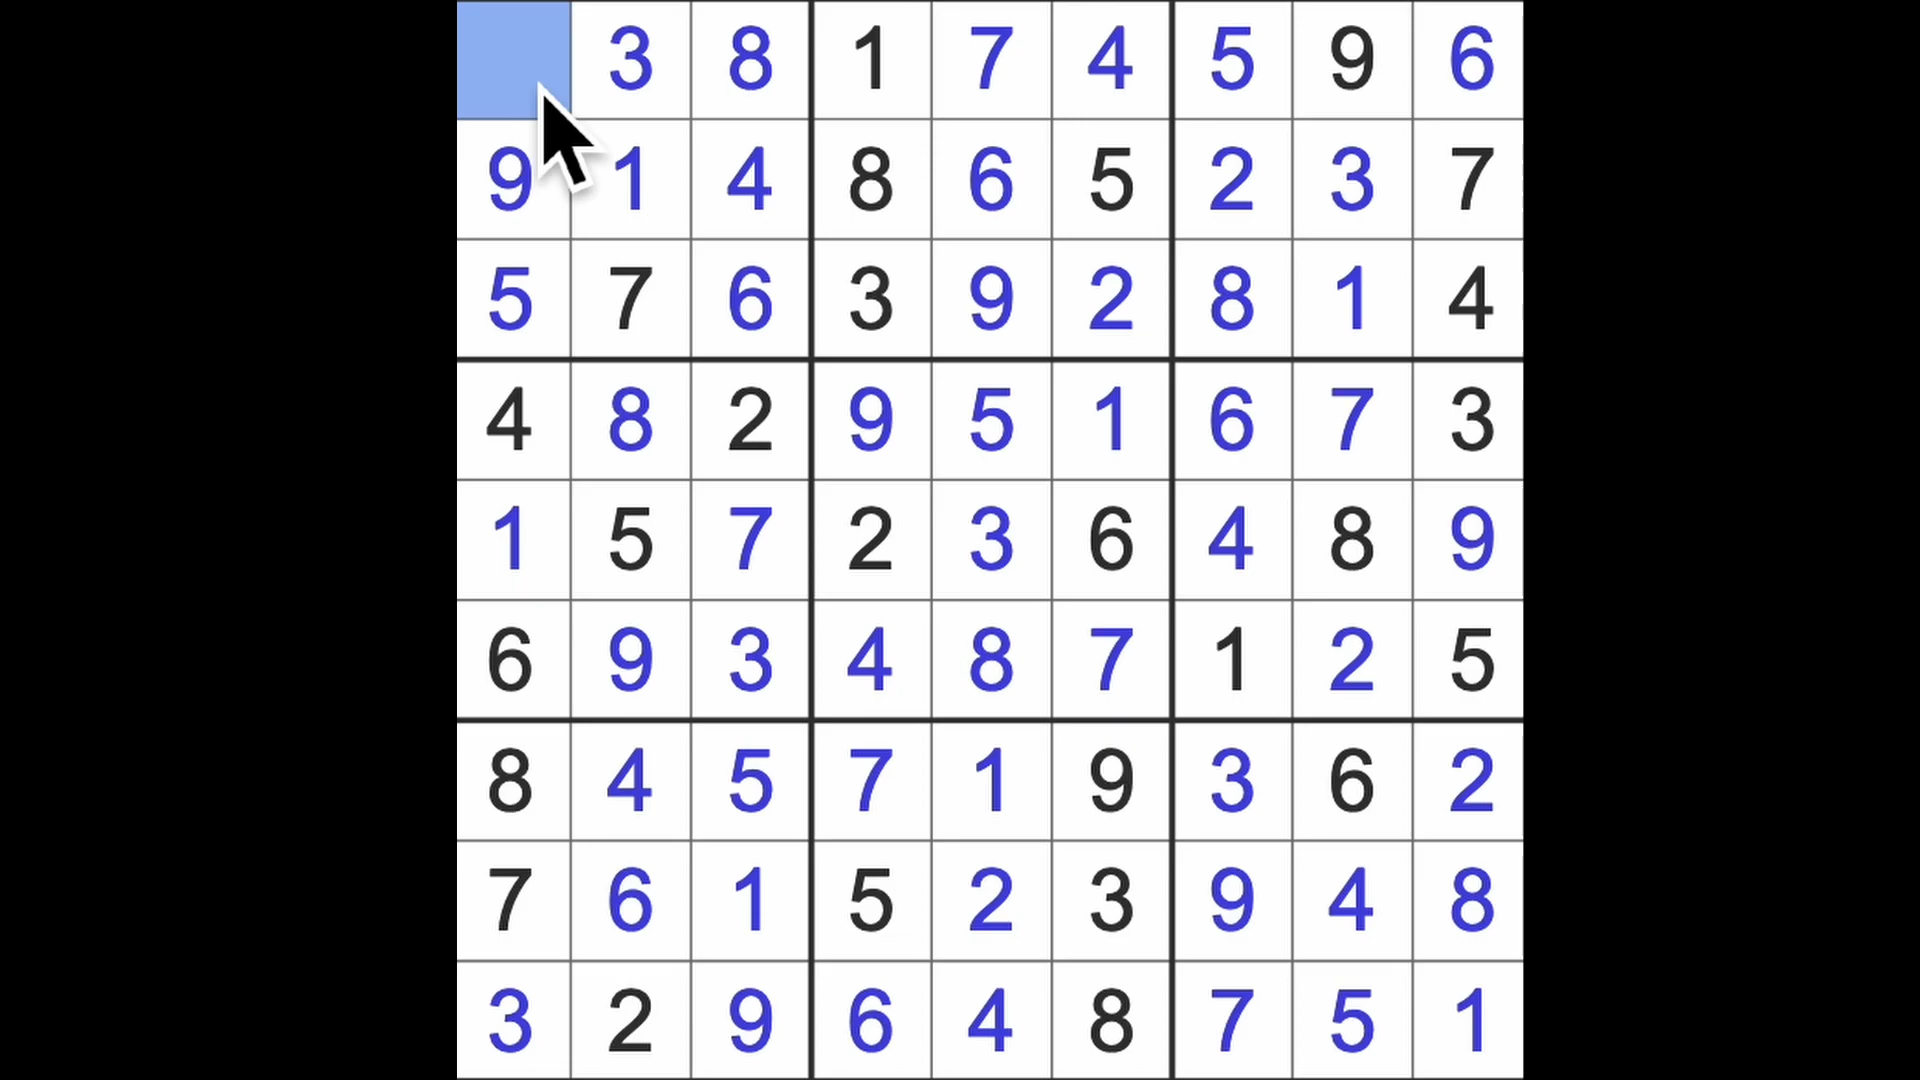 3 8 1 7 4 5 9 6
9 1 4 8 6 5 2 3 7
5 7 6 3 9 2 8 1 4
4 8 2 9 5 1 6 7 3
1 5 7 2 3 6 4 8 9
6 9 3 4 8 7 1 2 5
8 4 5 7 1 9 3 6 2
7 6 1 5 2 3 9 4 8
3 2 9 6 4 8 7 5 1